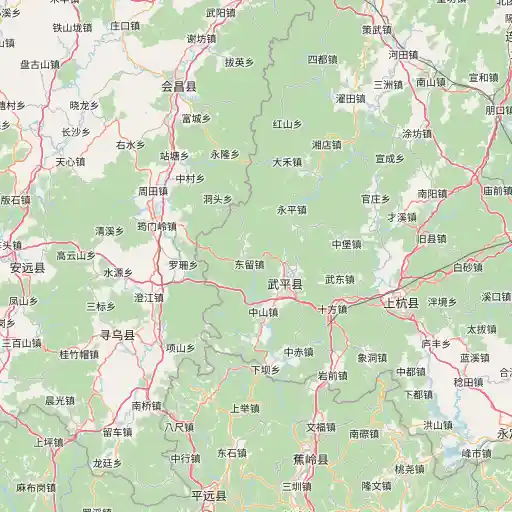 武阳镇
庄口镇
铁山垅镇
谢坊镇
策武镇
河田镇
盘古山镇
拔英乡
四都镇
宣和镇
会昌县
三洲镇
南山镇
濯田镇
晓龙乡
富城乡
红山乡
朋口镇
长沙乡
涂坊镇
右水乡
湘店镇
天心镇
站塘乡
永隆乡
大禾镇
宣成乡
中村乡
周田镇
南阳镇
庙前镇
版石镇
洞头乡
官庄乡
永平镇
才溪镇
清溪乡
筠门岭镇
旧县镇
中堡镇
高云山乡
罗珊乡
东留镇
白砂镇
安远县
水源乡
武东镇
武平县
澄江镇
溪口镇
凤山乡
三标乡
上杭县
泮境乡
中山镇
十方镇
寻乌县
太拔镇
三百山镇
项山乡
庐丰乡
桂竹帽镇
中赤镇
象洞镇
蓝溪镇
下坝乡
中都镇
岩前镇
稔田镇
下都镇
晨光镇
南桥镇
上举镇
八尺镇
文福镇
洪山镇
留车镇
南磜镇
上坪镇
东石镇
峰市镇
龙廷乡
中行镇
蕉岭县
桃尧镇
麻布岗镇
平远县
三圳镇
隆文镇